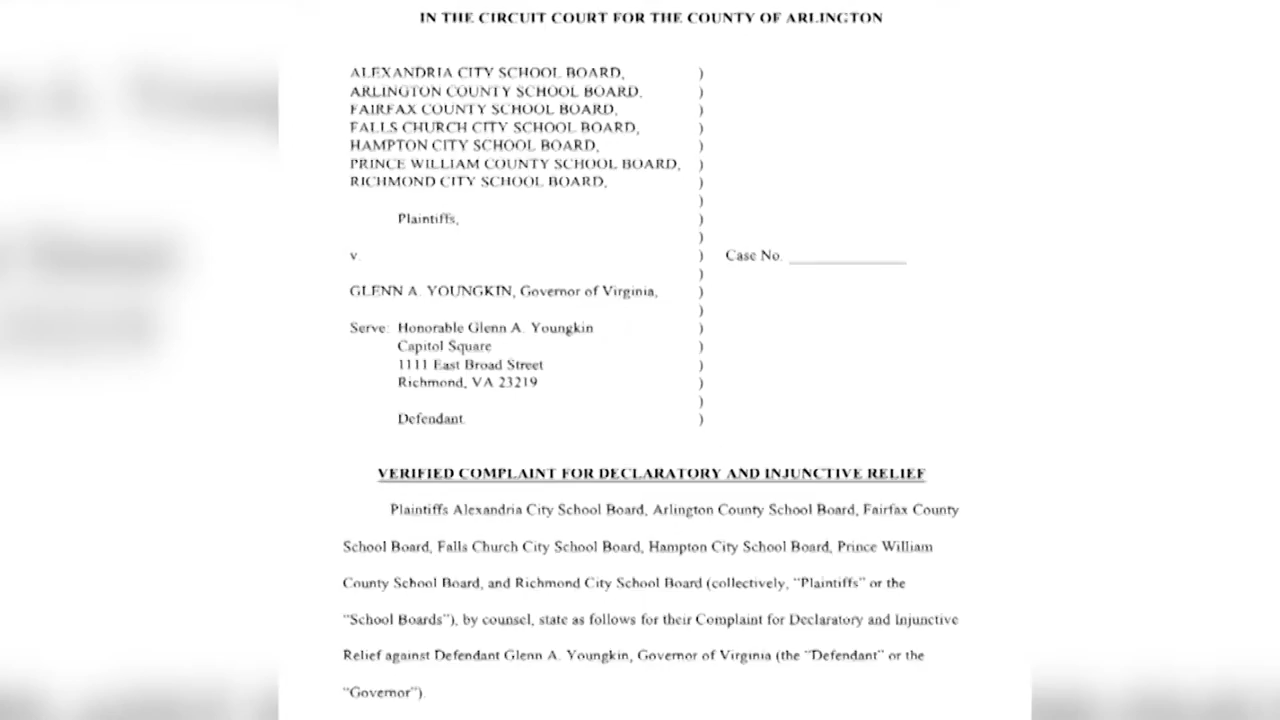 IN THE CIRCUIT COURT FOR THE COUNTY OF ARLINGTON
ALEXANDRIA CITY SCHOOL BOARD, )
ARLINGTON COUNTY SCHOOL BOARD, )
FAIRFAX COUNTY SCHOOL BOARD, )
FALLS CHURCH CITY SCHOOL BOARD, )
HAMPTON CITY SCHOOL BOARD, )
PRINCE WILLIAM COUNTY SCHOOL BOARD, )
RICHMOND CITY SCHOOL BOARD, )
)
Plaintiffs, )
)
v. ) Case No. _______________
)
GLENN A. YOUNGKIN, Governor of Virginia, )
)
Serve: Honorable Glenn A. Youngkin )
Capitol Square )
1111 East Broad Street )
Richmond, VA 23219 )
)
Defendant. )
VERIFIED COMPLAINT FOR DECLARATORY AND INJUNCTIVE RELIEF
Plaintiffs Alexandria City School Board, Arlington County School Board, Fairfax County
School Board, Falls Church City School Board, Hampton City School Board, Prince William
County School Board, and Richmond City School Board (collectively, “Plaintiffs” or the
“School Boards”), by counsel, state as follows for their Complaint for Declaratory and Injunctive
Relief against Defendant Glenn A. Youngkin, Governor of Virginia (the “Defendant” or the
“Governor”).